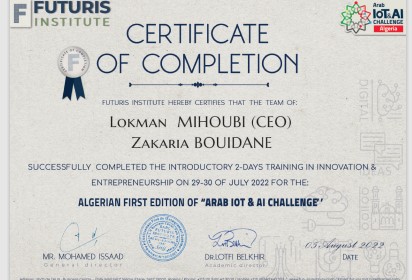 FUTURIS
INSTITUTE
Arab
IoT & AI
CHALLENGE
Algeria
CERTIFICATE
OF COMPLETION
FUTURIS INSTITUTE HEREBY CERTIFIES THAT THE TEAM OF:
LOKMAN MIHOUBI (CEO)
ZAKARIA BOUIDANE
SUCCESSFULLY COMPLETED THE INTRODUCTORY 2-DAYS TRAINING IN INNOVATION &
ENTREPRENEURSHIP ON 29-30 OF JULY 2022 FOR THE:
ALGERIAN FIRST EDITION OF "ARAB IOT & AI CHALLENGE"
MR. MOHAMED ISSAAD
General director
DR.LOTFI BELKHIR
Academic director
05 August 2022
DATE
DIGITAL